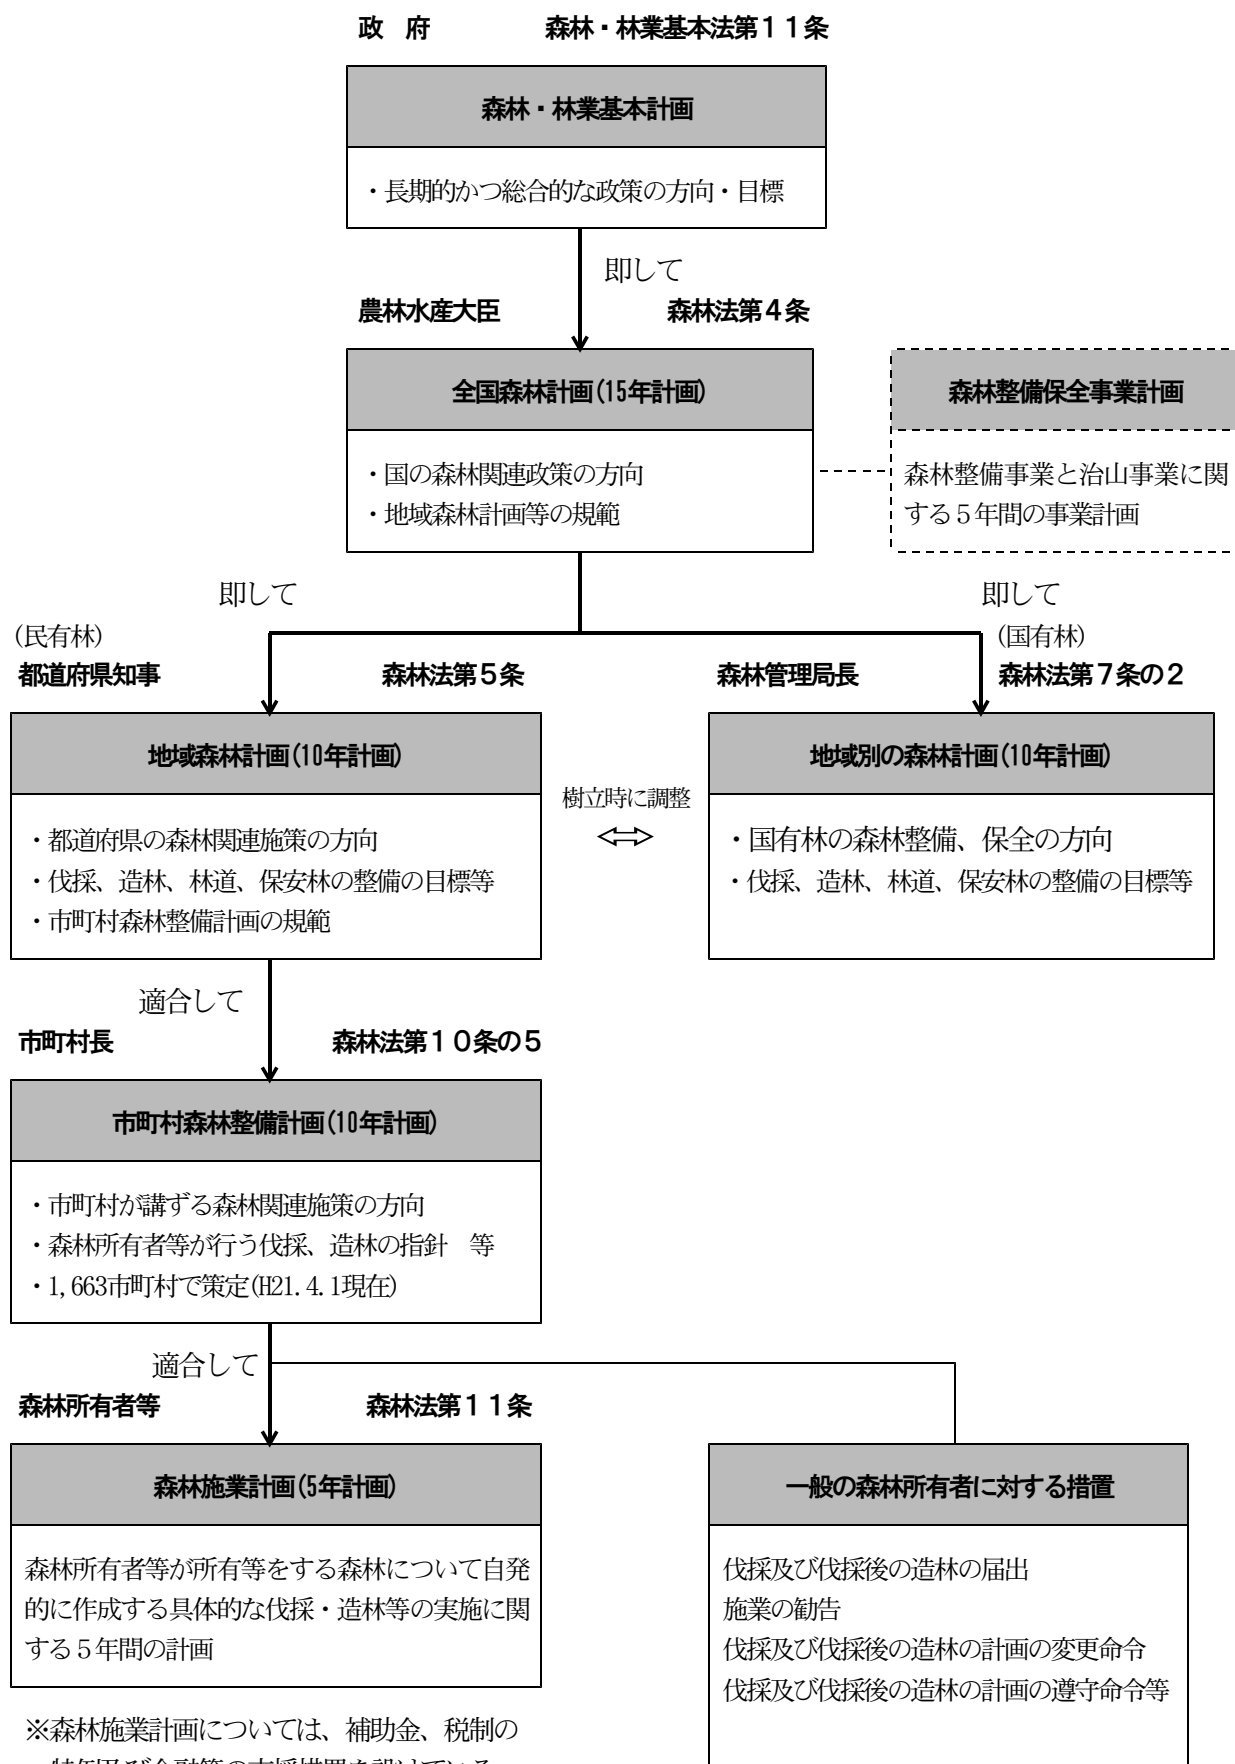 政　府　　　　　森林・林業基本法第１１条
森林・林業基本計画
・長期的かつ総合的な政策の方向・目標
即して
農林水産大臣　　　　　　　森林法第４条
全国森林計画(15年計画)
・国の森林関連政策の方向
・地域森林計画等の規範
森林整備保全事業計画
森林整備事業と治山事業に関
する５年間の事業計画
即して
即して
(民有林)
都道府県知事　　　　　　　　　森林法第５条
(国有林)
森林管理局長　　　　　　森林法第７条の２
地域森林計画(10年計画)
・都道府県の森林関連施策の方向
・伐採、造林、林道、保安林の整備の目標等
・市町村森林整備計画の規範
樹立時に調整
地域別の森林計画(10年計画)
・国有林の森林整備、保全の方向
・伐採、造林、林道、保安林の整備の目標等
適合して
市町村長　　　　　　　　　森林法第１０条の５
市町村森林整備計画(10年計画)
・市町村が講ずる森林関連施策の方向
・森林所有者等が行う伐採、造林の指針　等
・1,663市町村で策定(H21.4.1現在)
適合して
森林所有者等　　　　　　　　　森林法第１１条
森林施業計画(5年計画)
森林所有者等が所有等をする森林について自発
的に作成する具体的な伐採・造林等の実施に関
する５年間の計画
※森林施業計画については、補助金、税制の
一般の森林所有者に対する措置
伐採及び伐採後の造林の届出
施業の勧告
伐採及び伐採後の造林の計画の変更命令
伐採及び伐採後の造林の計画の遵守命令等